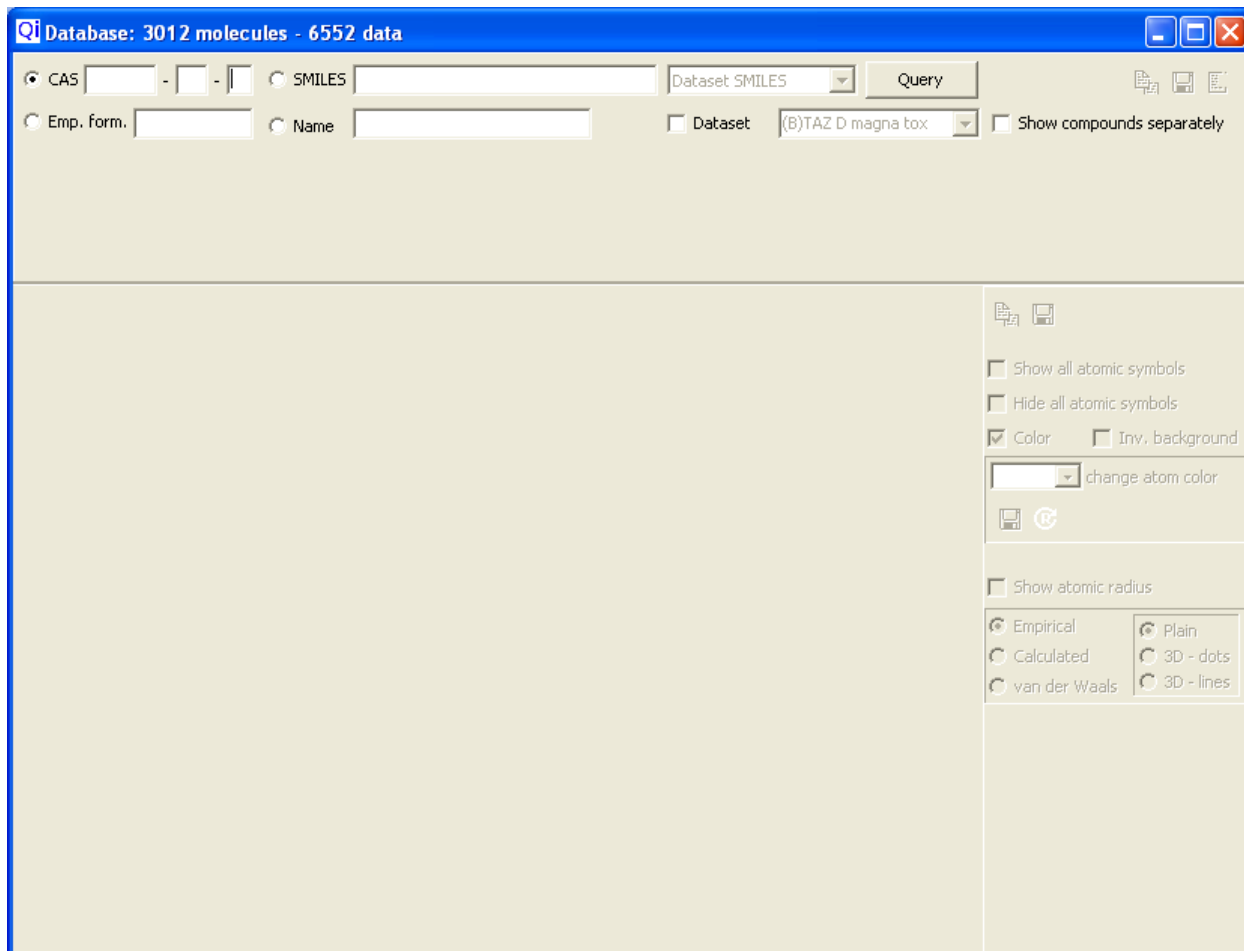 Qi Database: 3012 molecules - 6552 data
CAS - - SMILES Dataset SMILES Query
Emp. form. Name Dataset (B)TAZ D magna tox Show compounds separately
Show all atomic symbols
Hide all atomic symbols
Color Inv. background
change atom color
R
Show atomic radius
Empirical Plain
Calculated 3D - dots
van der Waals 3D - lines